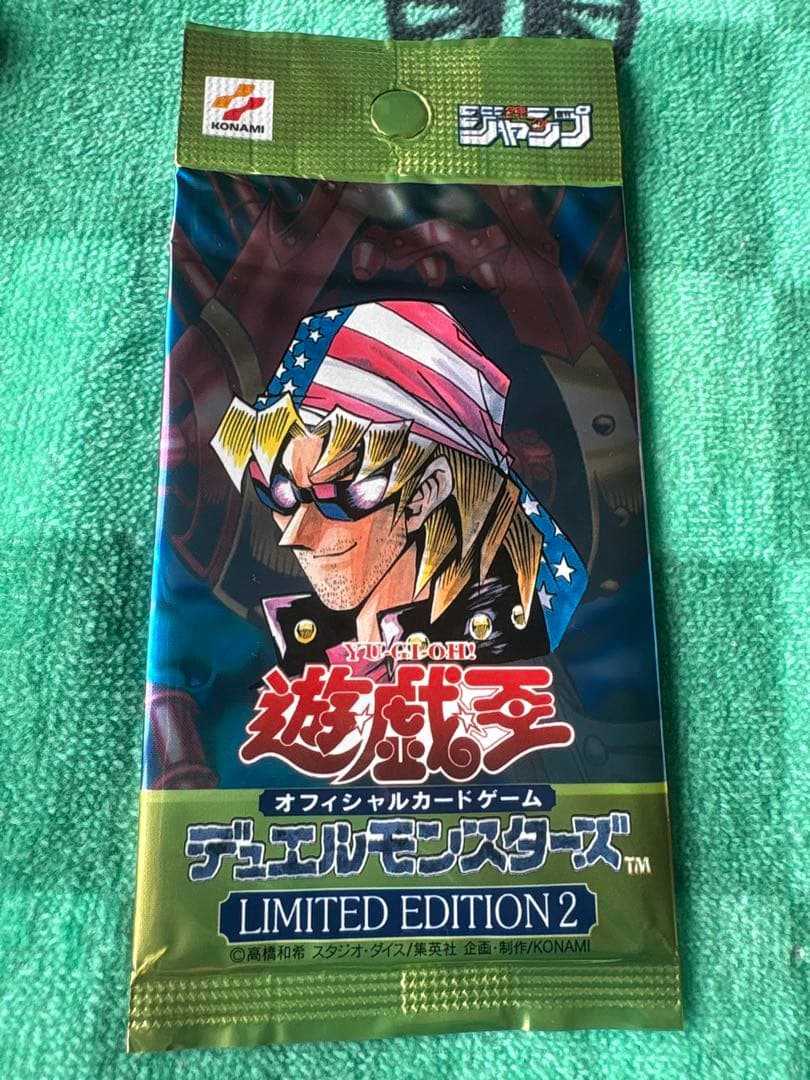 KONAMI
ジャンプ
YU-GI-OH!
遊戯王
オフィシャルカードゲーム
デュエルモンスターズ™
LIMITED EDITION 2
©高橋和希 スタジオ・ダイス/集英社 企画・制作/KONAMI